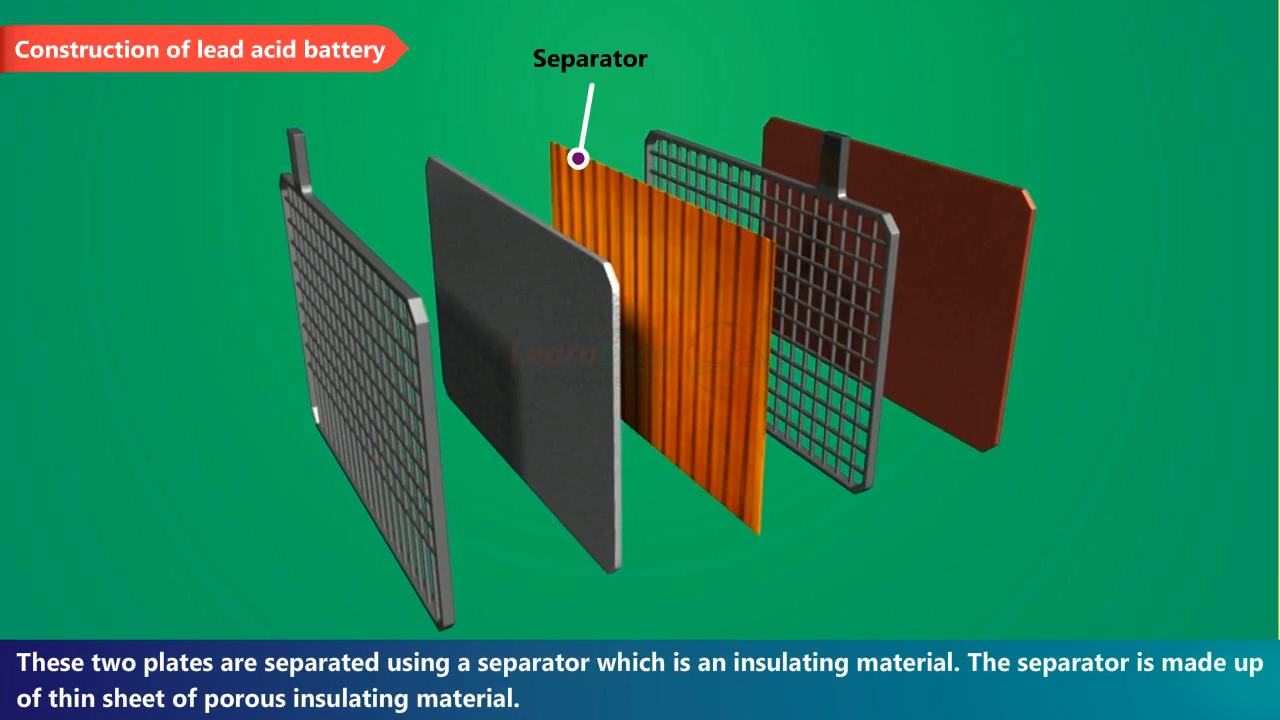 Construction of lead acid battery
Separator
These two plates are separated using a separator which is an insulating material. The separator is made up
of thin sheet of porous insulating material.